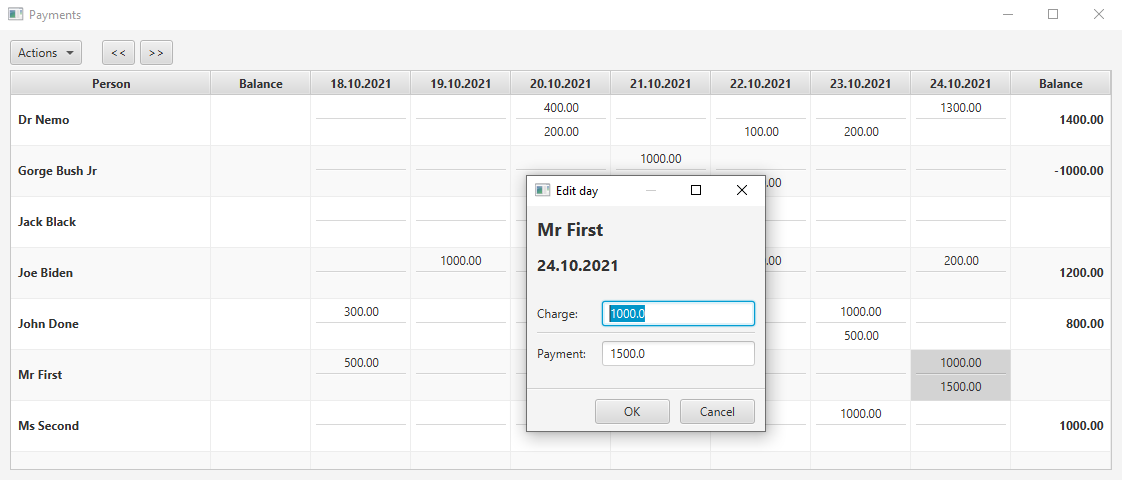 Payments
Actions << >>
Person Balance 18.10.2021 19.10.2021 20.10.2021 21.10.2021 22.10.2021 23.10.2021 24.10.2021 Balance
400.00 1300.00
Dr Nemo 1400.00
200.00 100.00 200.00
1000.00
Gorge Bush Jr -1000.00
Edit day
Mr First
24.10.2021
Jack Black
1000.00 200.00
Joe Biden 1200.00
300.00 1000.00
Charge: 1000.0
John Done 800.00
500.00
Payment: 1500.0
500.00 1000.00
Mr First
1500.00
OK Cancel
1000.00
Ms Second 1000.00